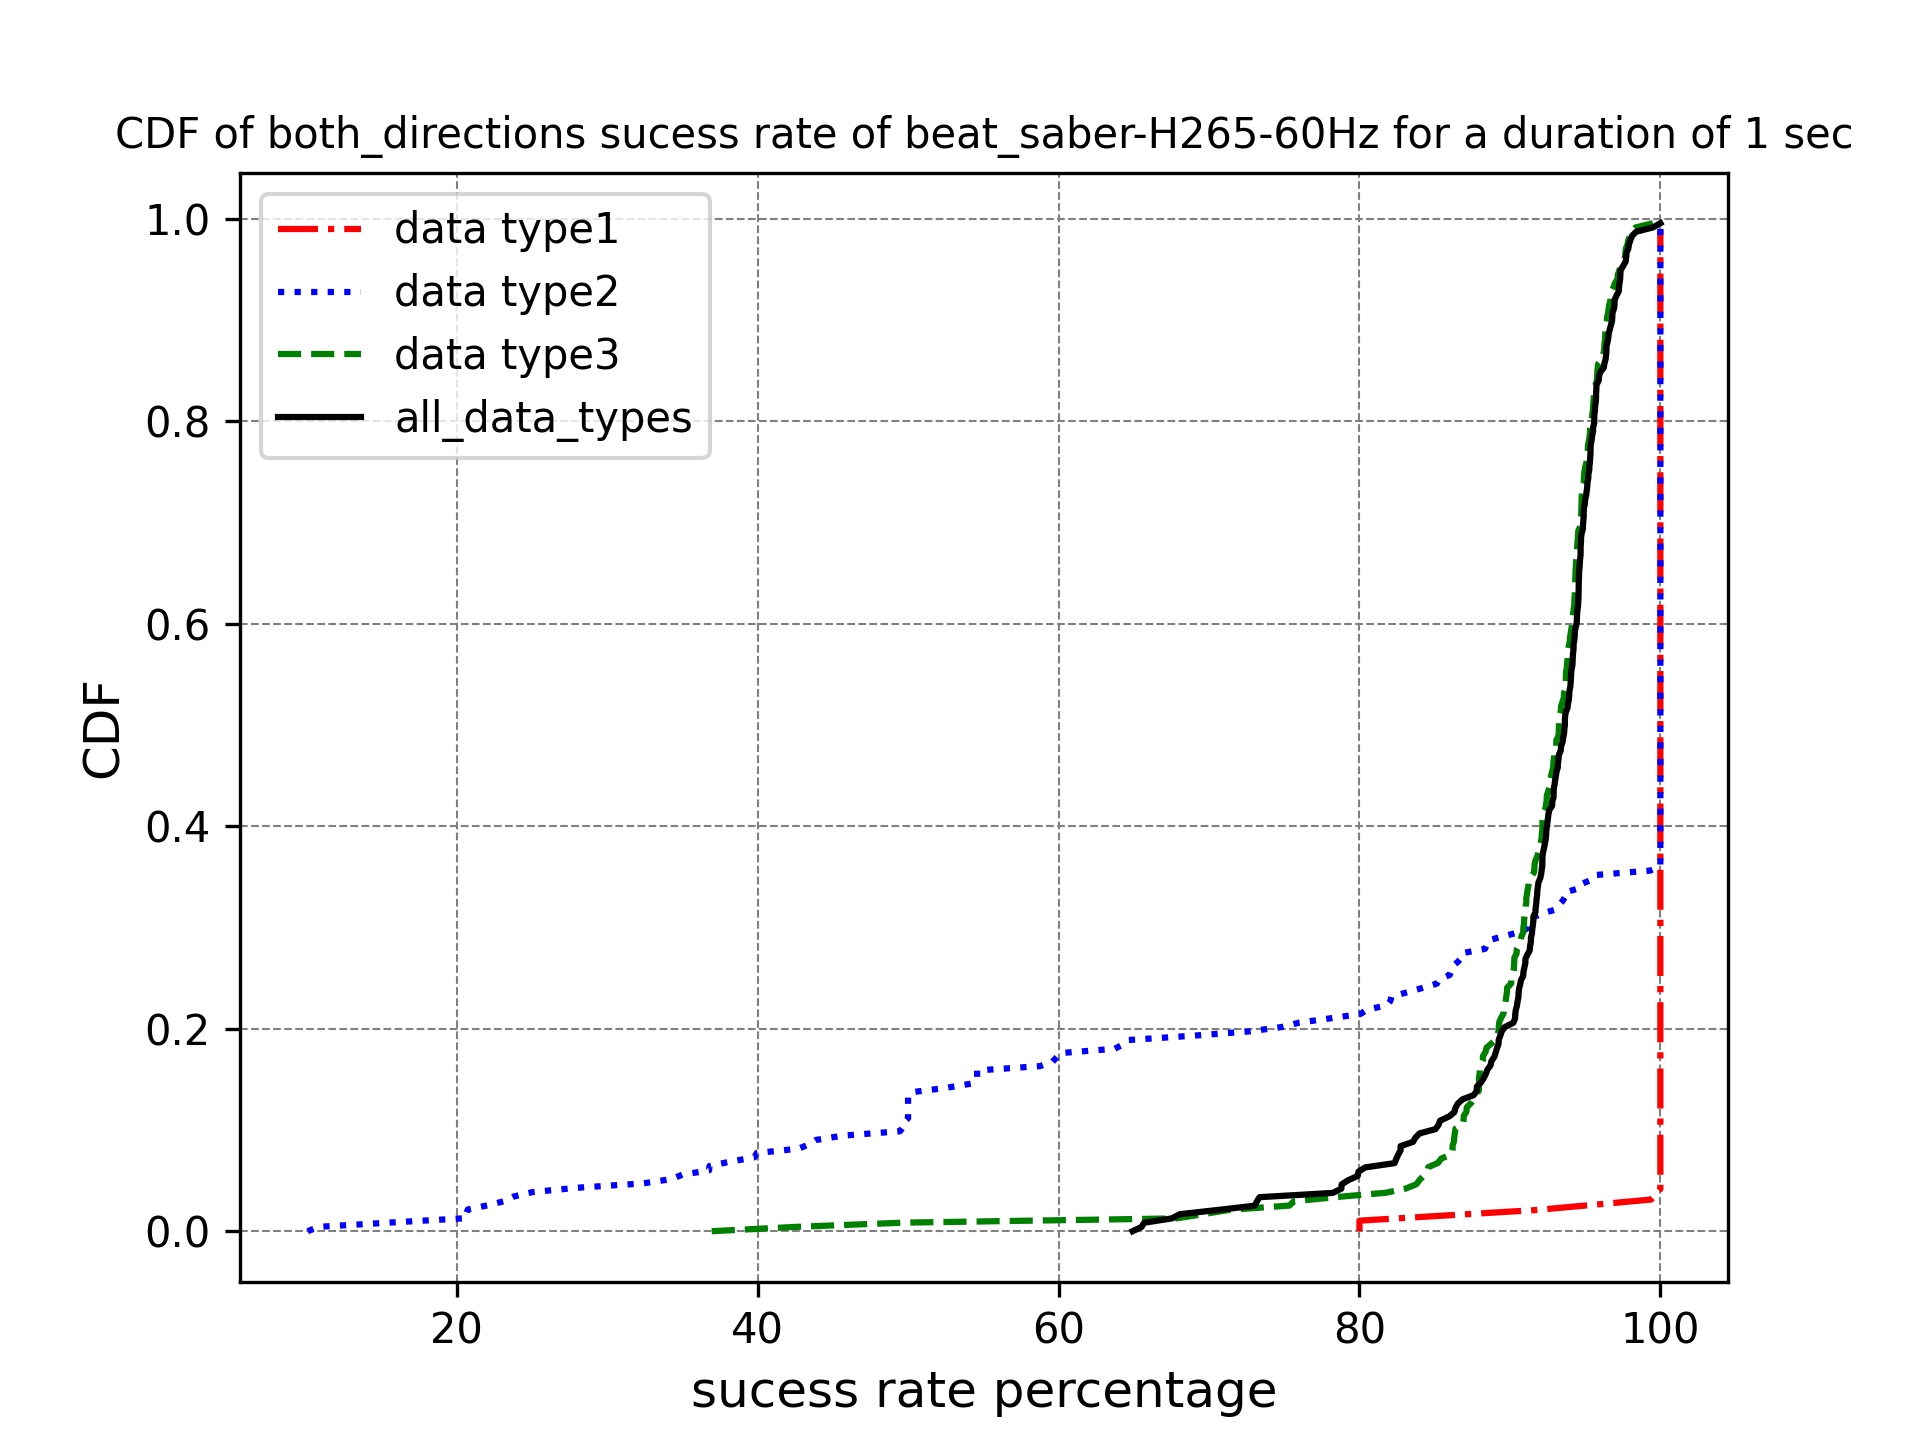 CDF of both_directions sucess rate of beat_saber-H265-60Hz for a duration of 1 sec
data type1
data type2
data type3
all_data_types
1.0
0.8
0.6
0.4
0.2
0.0
CDF
20 40 60 80 100
sucess rate percentage